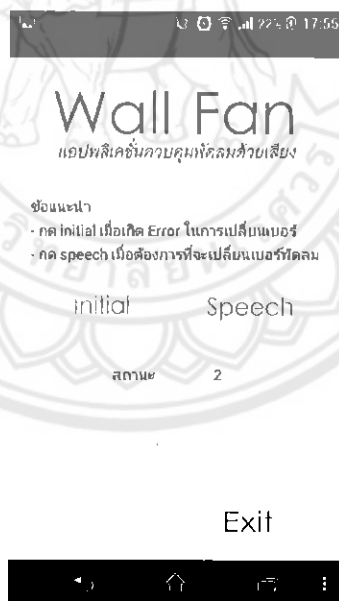 22% 17:55
Wall Fan
แอปพลิเคชั่นควบคุมพัดลมด้วยเสียง
ข้อแนะนำ
- กด initial เมื่อเกิด Error ในการเปลี่ยนเบอร์
- กด speech เมื่อต้องการที่จะเปลี่ยนเบอร์พัดลม
initial Speech
สถานะ 2
Exit